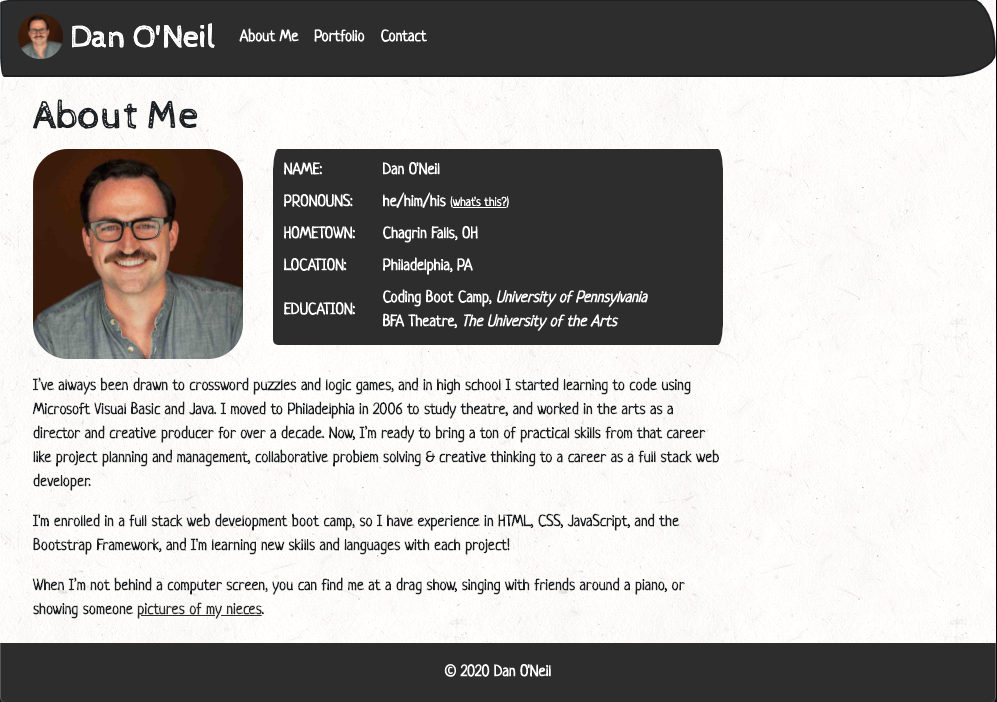 Dan O'Neil About Me Portfolio Contact
About Me
NAME: Dan O'Neil
PRONOUNS: he/him/his (what's this?)
HOMETOWN: Chagrin Falls, OH
LOCATION: Philadelphia, PA
EDUCATION: Coding Boot Camp, University of Pennsylvania
BFA Theatre, The University of the Arts
I've always been drawn to crossword puzzles and logic games, and in high school I started learning to code using
Microsoft Visual Basic and Java. I moved to Philadelphia in 2006 to study theatre, and worked in the arts as a
director and creative producer for over a decade. Now, I'm ready to bring a ton of practical skills from that career
like project planning and management, collaborative problem solving & creative thinking to a career as a full stack web
developer.
I'm enrolled in a full stack web development boot camp, so I have experience in HTML, CSS, JavaScript, and the
Bootstrap Framework, and I'm learning new skills and languages with each project!
When I'm not behind a computer screen, you can find me at a drag show, singing with friends around a piano, or
showing someone pictures of my nieces.
© 2020 Dan O'Neil